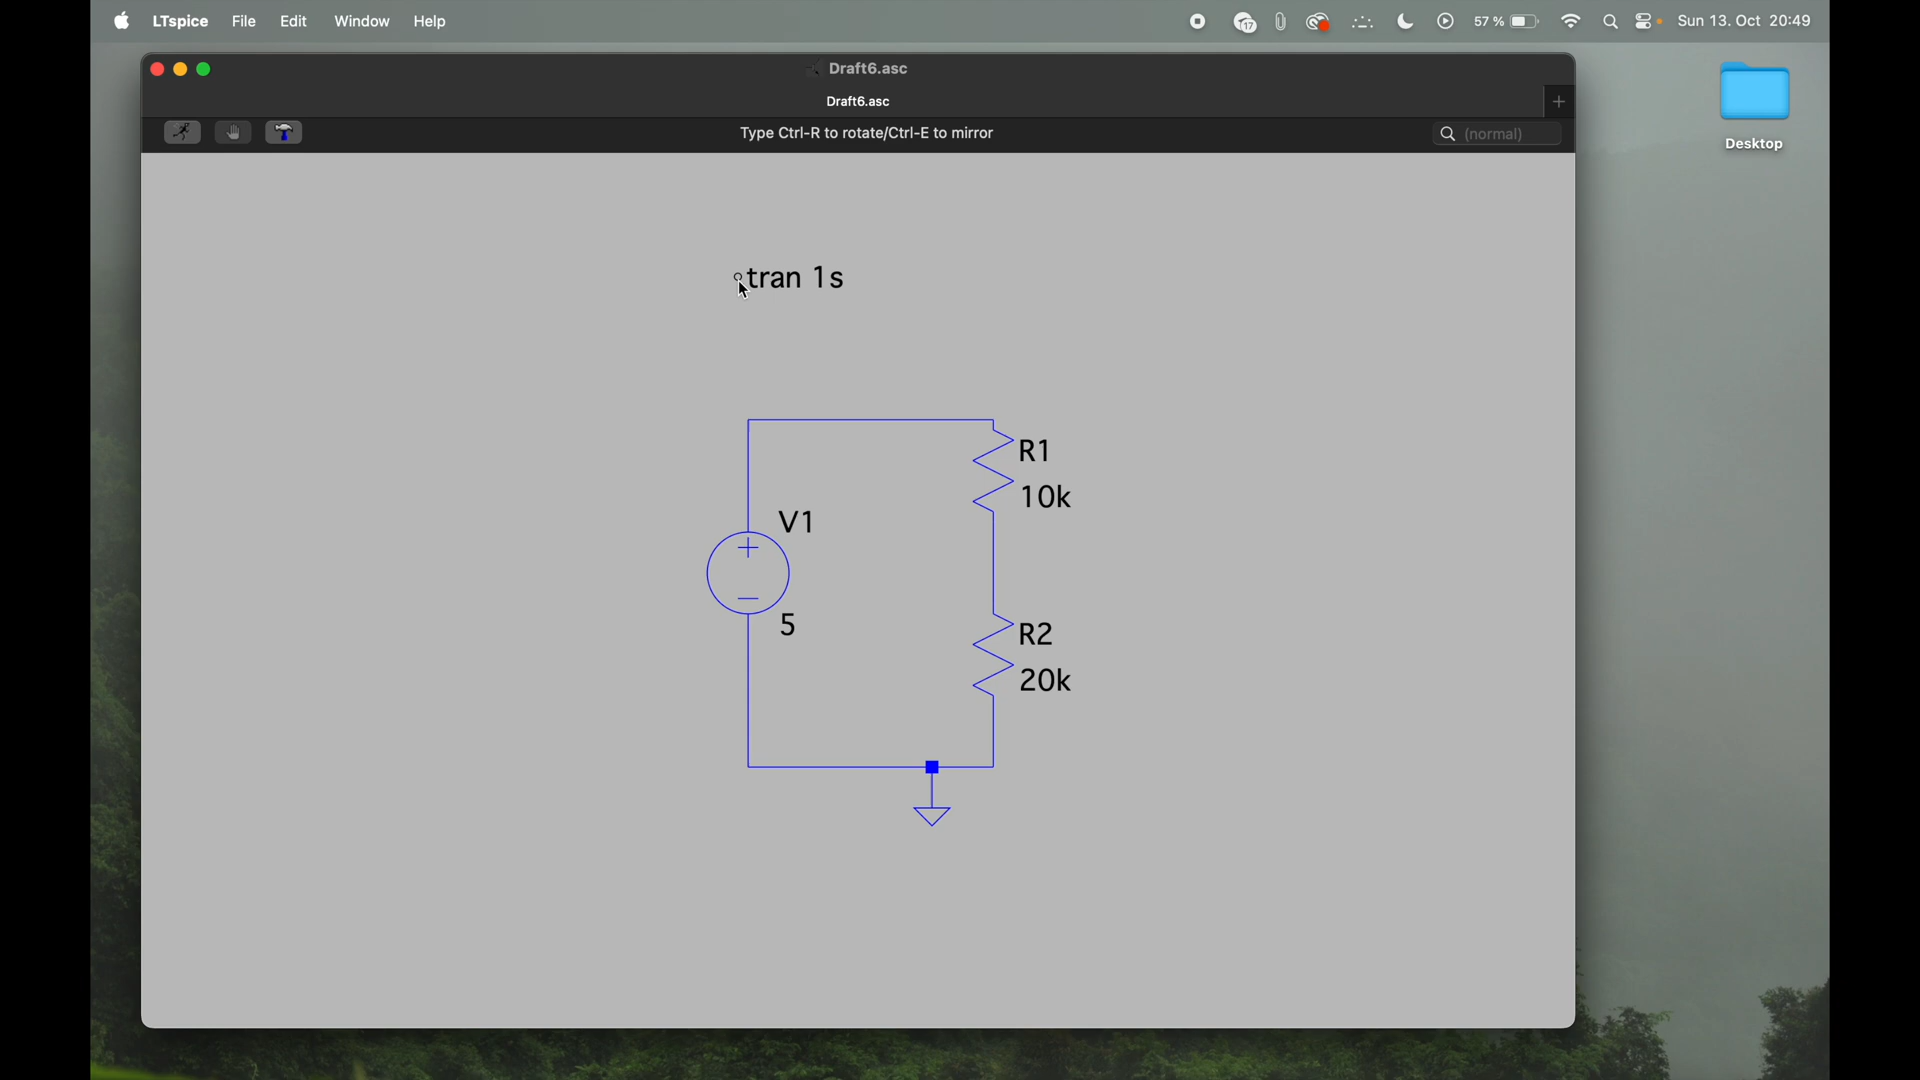 LTspice File Edit Window Help 17 57 % Sun 13. Oct 20:49
Draft6.asc
Draft6.asc
Type Ctrl-R to rotate/Ctrl-E to mirror (normal)
Desktop
tran 1s
R1
10k
V1
5
R2
20k